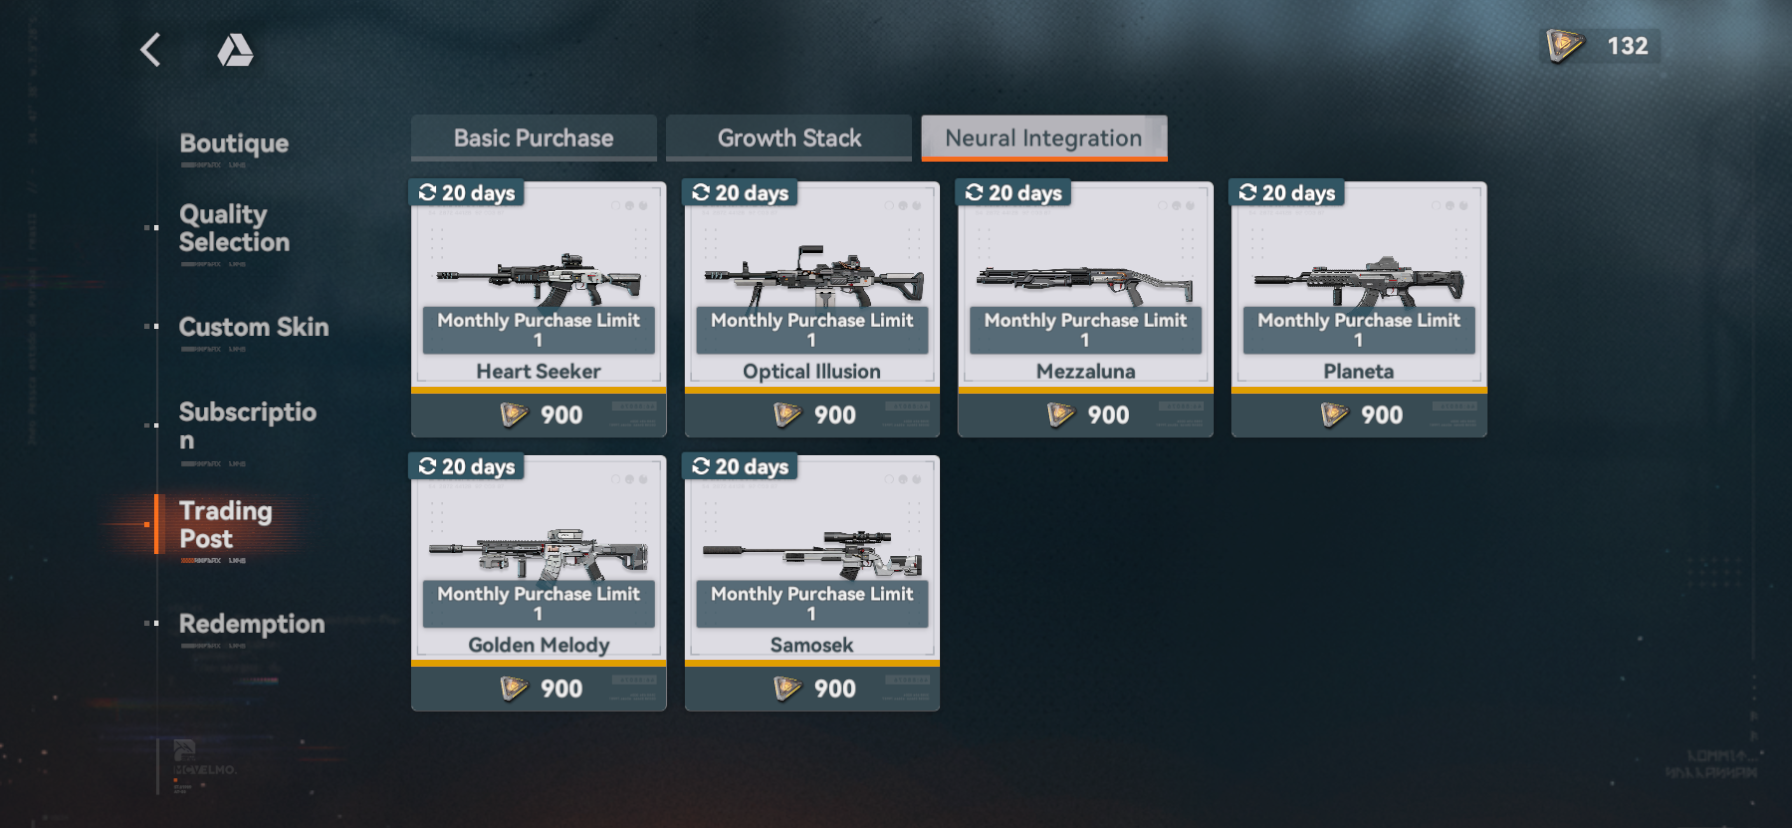 132
Boutique
Quality
Selection
Custom Skin
Subscriptio
n
Trading
Post
Redemption
Basic Purchase
Growth Stack
Neural Integration
20 days
Monthly Purchase Limit
1
Heart Seeker
900
20 days
Monthly Purchase Limit
1
Optical Illusion
900
20 days
Monthly Purchase Limit
1
Mezzaluna
900
20 days
Monthly Purchase Limit
1
Planeta
900
20 days
Monthly Purchase Limit
1
Golden Melody
900
20 days
Monthly Purchase Limit
1
Samosek
900